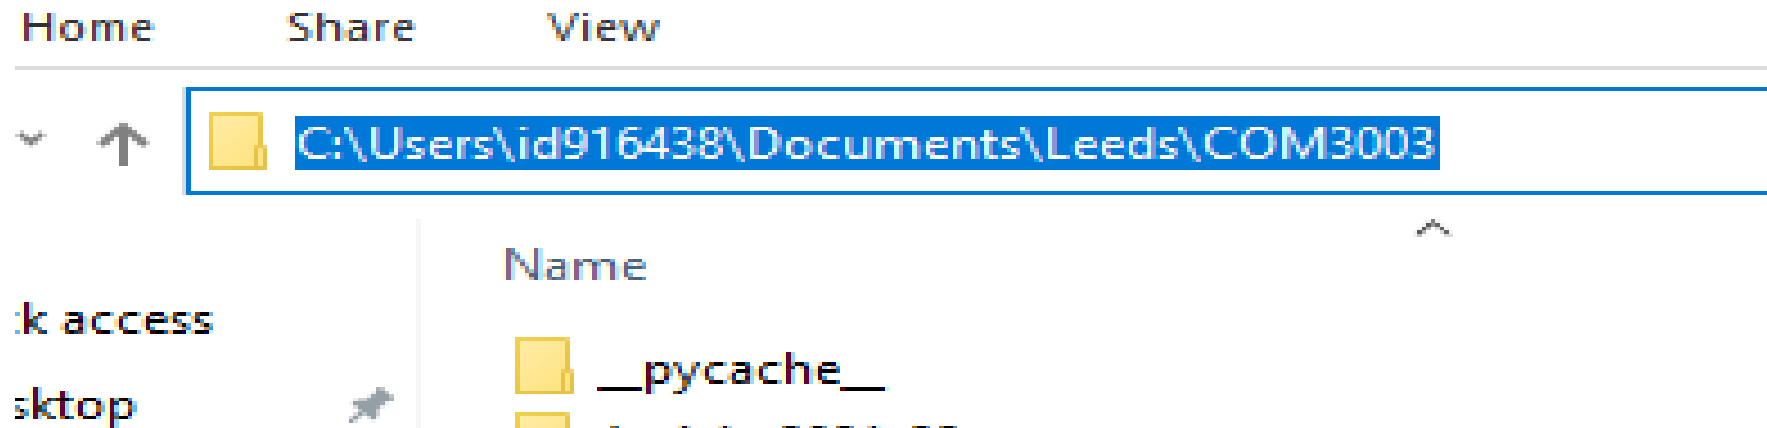 Home Share View
C:\Users\id916438\Documents\Leeds\COM3003
Name
k access
__pycache__
sktop